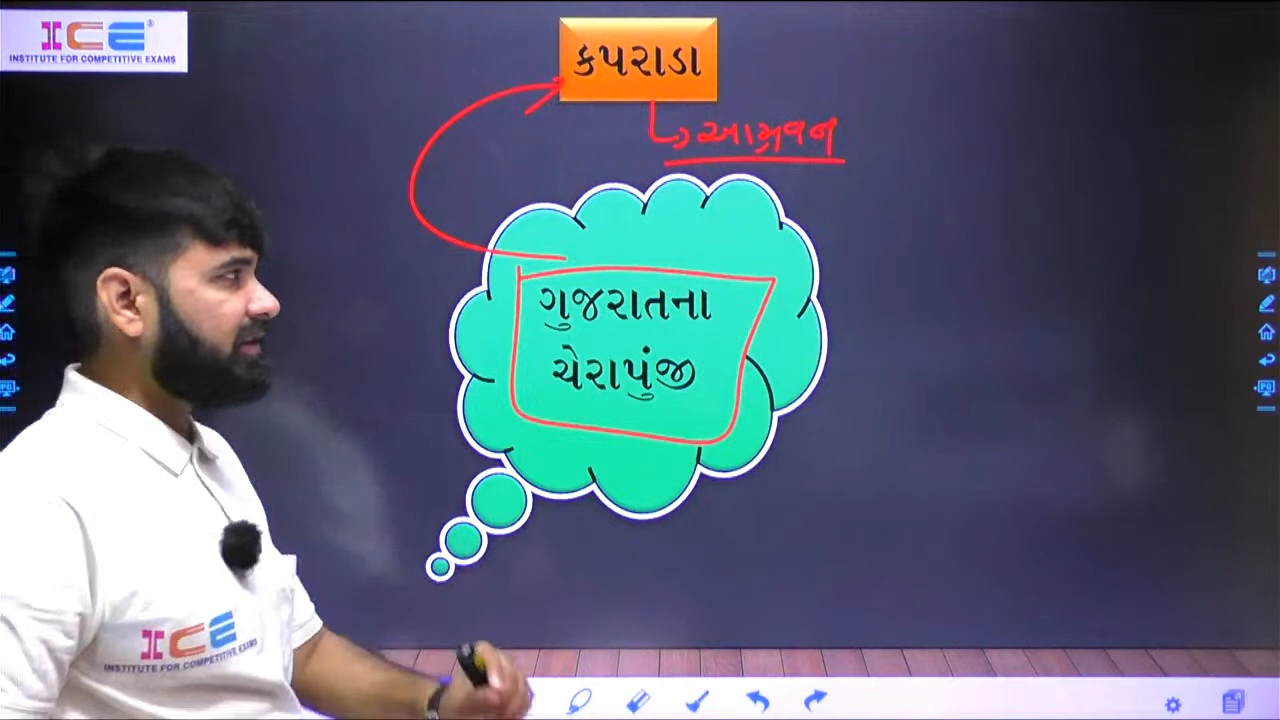 ICE®
INSTITUTE FOR COMPETITIVE EXAMS
કપરાડા
આમ્રવન
ગુજરાતના
ચેરાપુંજી
ICE
INSTITUTE FOR COMPETITIVE EXAMS